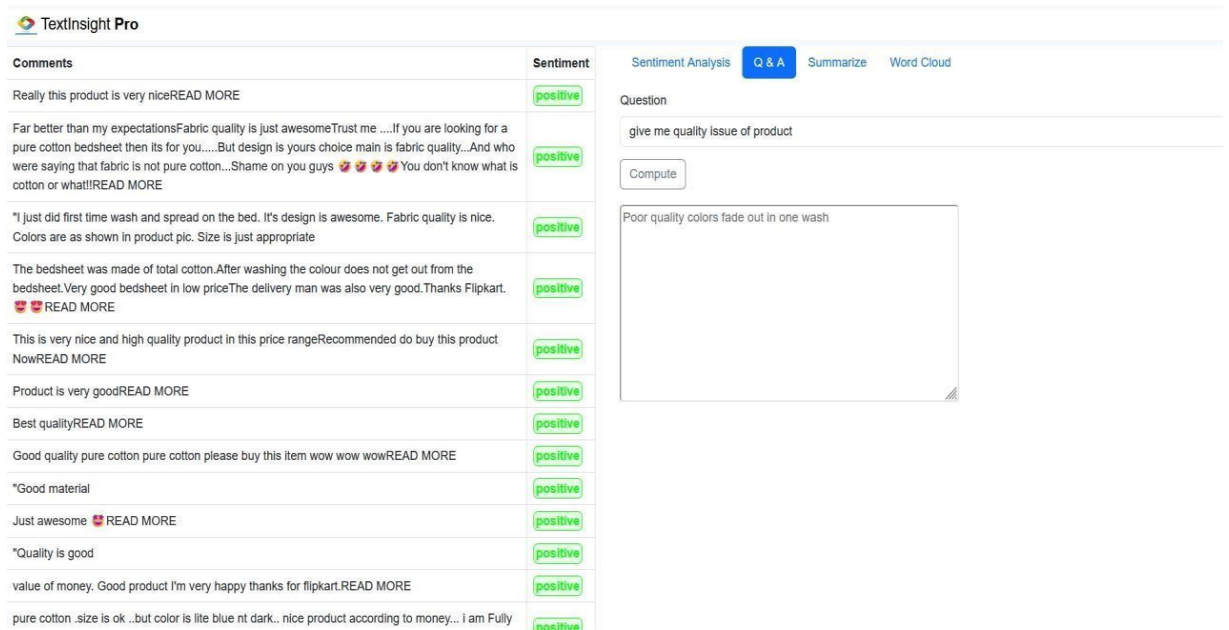 TextInsight Pro
Comments
Sentiment
Really this product is very niceREAD MORE
positive
Far better than my expectationsFabric quality is just awesomeTrust me ....If you are looking for a
pure cotton bedsheet then its for you.....But design is yours choice main is fabric quality...And who
were saying that fabric is not pure cotton...Shame on you guys 🤣 🤣 🤣 🤣 You don't know what is
cotton or what!!READ MORE
positive
"I just did first time wash and spread on the bed. It's design is awesome. Fabric quality is nice.
Colors are as shown in product pic. Size is just appropriate
positive
The bedsheet was made of total cotton.After washing the colour does not get out from the
bedsheet.Very good bedsheet in low priceThe delivery man was also very good.Thanks Flipkart.
😍 😍 READ MORE
positive
This is very nice and high quality product in this price rangeRecommended do buy this product
NowREAD MORE
positive
Product is very goodREAD MORE
positive
Best qualityREAD MORE
positive
Good quality pure cotton pure cotton please buy this item wow wow wowREAD MORE
positive
"Good material
positive
Just awesome 😍 READ MORE
positive
"Quality is good
positive
value of money. Good product I'm very happy thanks for flipkart.READ MORE
positive
pure cotton .size is ok ..but color is lite blue nt dark.. nice product according to money... i am Fully
positive
Sentiment Analysis
Q & A
Summarize
Word Cloud
Question
give me quality issue of product
Compute
Poor quality colors fade out in one wash